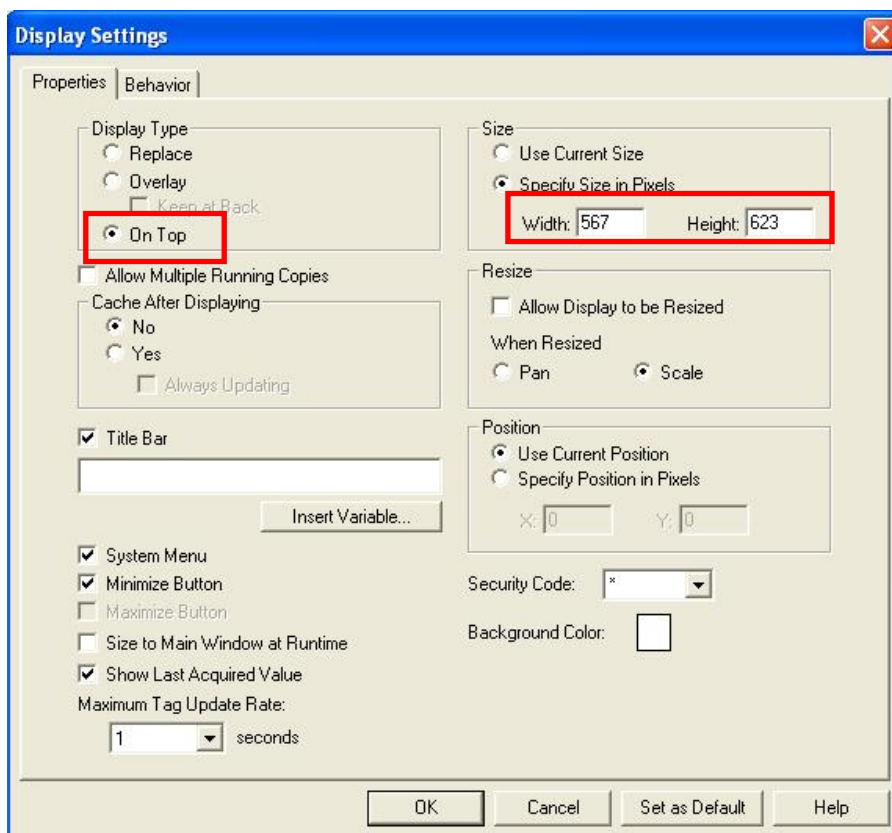 Display Settings
Properties
Behavior
Display Type
Replace
Overlay
Keep at Back
On Top
Allow Multiple Running Copies
Cache After Displaying
No
Yes
Always Updating
Title Bar
Insert Variable...
System Menu
Minimize Button
Maximize Button
Size to Main Window at Runtime
Show Last Acquired Value
Maximum Tag Update Rate:
1 seconds
Size
Use Current Size
Specify Size in Pixels
Width: 567 Height: 623
Resize
Allow Display to be Resized
When Resized
Pan Scale
Position
Use Current Position
Specify Position in Pixels
X: 0 Y: 0
Security Code: *
Background Color:
OK Cancel Set as Default Help